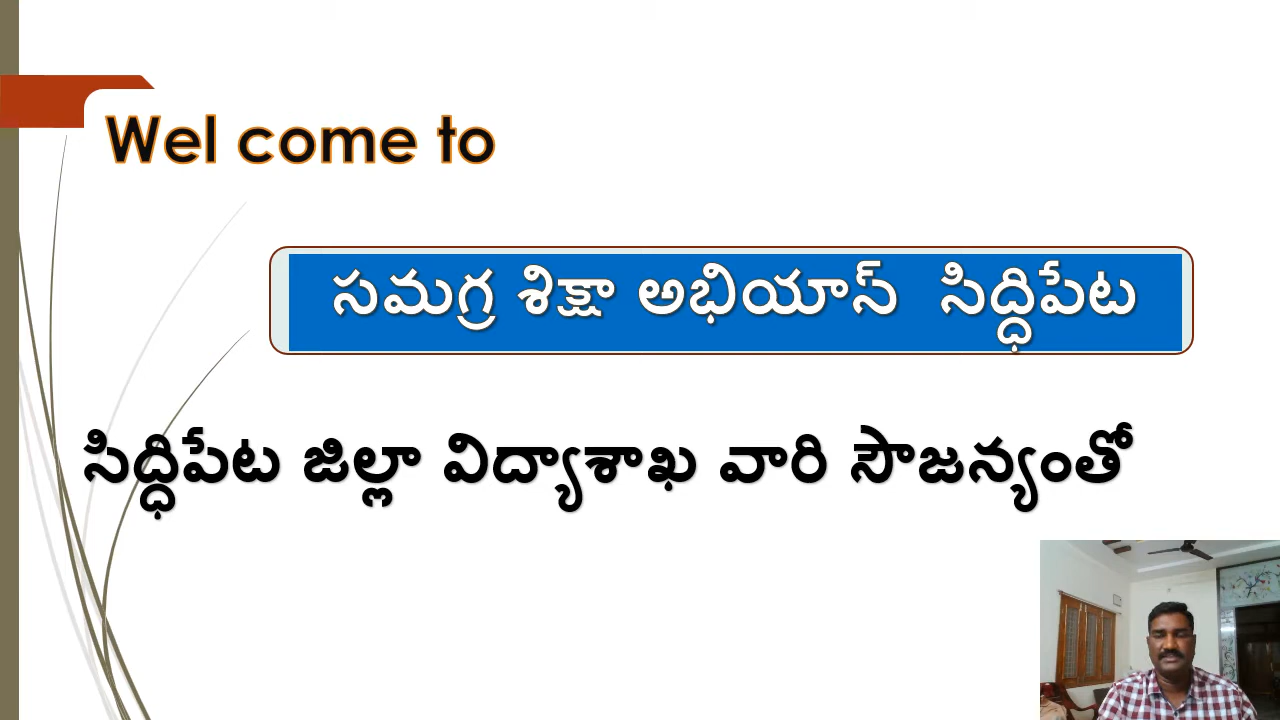 Wel come to
సమగ్ర శిక్షా అభియాన్ సిద్ధిపేట
సిద్ధిపేట జిల్లా విద్యాశాఖ వారి సౌజన్యంతో